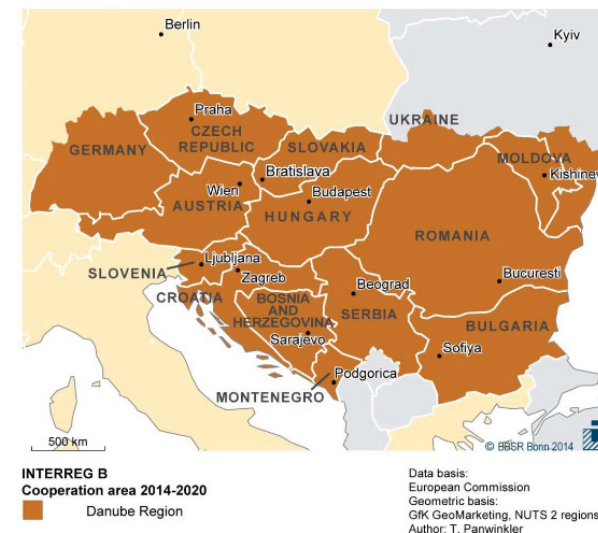 Berlin
Kyiv
Praha
CZECH
REPUBLIC
UKRAINE
GERMANY
SLOVAKIA
MOLDOVA
Bratislava
Kishinev
Wien
Budapest
AUSTRIA
HUNGARY
ROMANIA
Ljubljana
SLOVENIA
Zagreb
Bucuresti
Beograd
CROATIA
BOSNIA
AND
HERZEGOVINA
SERBIA
BULGARIA
Sarajevo
Sofiya
Podgorica
MONTENEGRO
500 km
© BBSR Bonn 2014
INTERREG B
Cooperation area 2014-2020
Danube Region
Data basis:
European Commission
Geometric basis:
GfK GeoMarketing, NUTS 2 regions
Author: T. Panwinkler